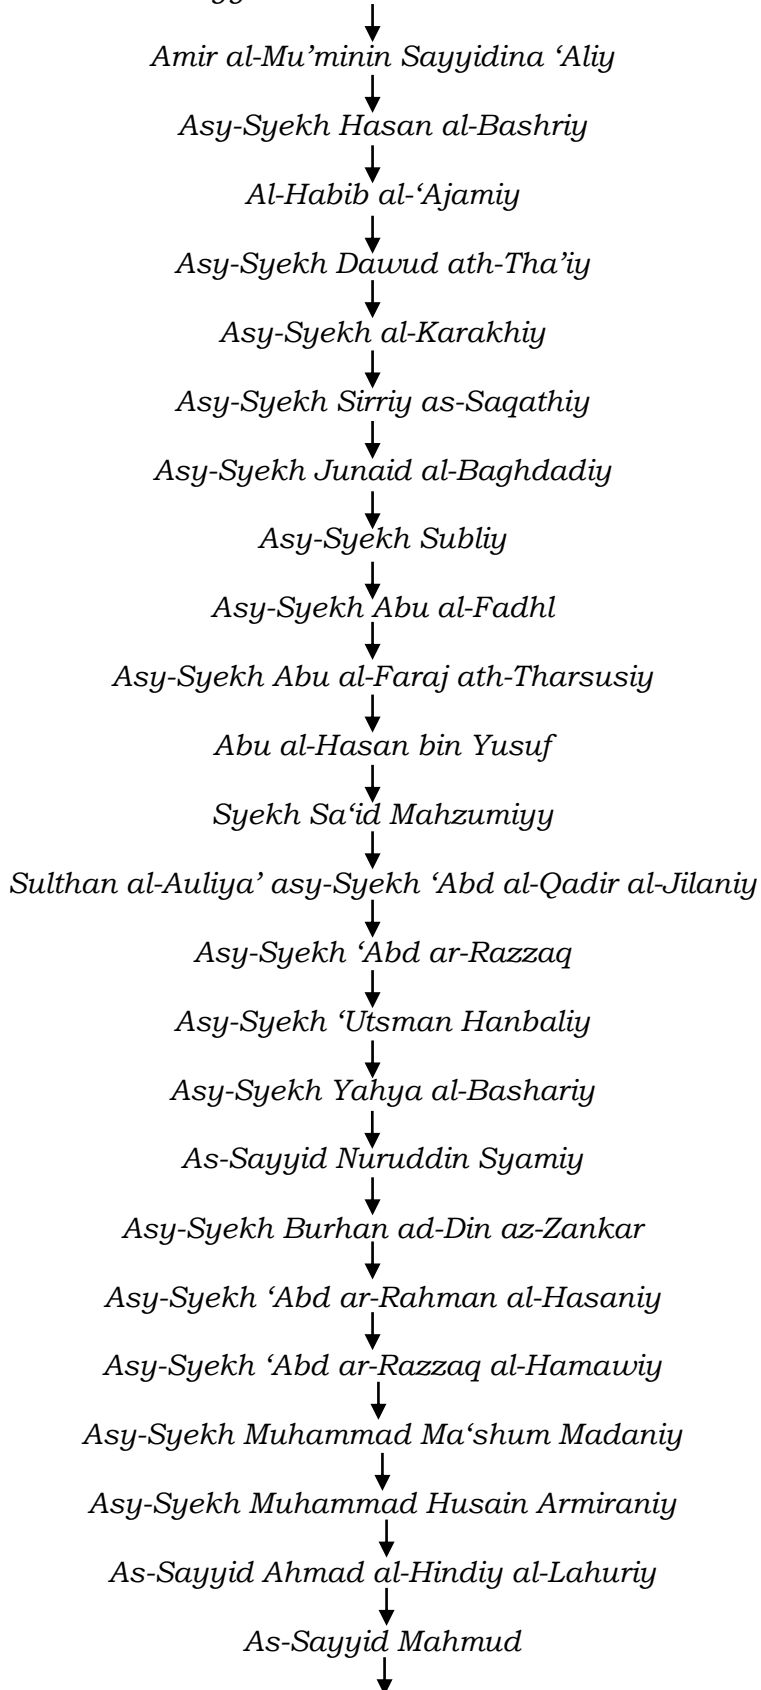 Amir al-Mu’minin Sayyidina ‘Aliy
Asy-Syekh Hasan al-Bashriy
Al-Habib al-‘Ajamiy
Asy-Syekh Dawud ath-Tha’iy
Asy-Syekh al-Karakhiy
Asy-Syekh Sirriy as-Saqathiy
Asy-Syekh Junaid al-Baghdadiy
Asy-Syekh Subliy
Asy-Syekh Abu al-Fadhl
Asy-Syekh Abu al-Faraj ath-Tharsusiy
Abu al-Hasan bin Yusuf
Syekh Sa‘id Mahzumiyy
Sulthan al-Auliya’ asy-Syekh ‘Abd al-Qadir al-Jilaniy
Asy-Syekh ‘Abd ar-Razzaq
Asy-Syekh ‘Utsman Hanbaliy
Asy-Syekh Yahya al-Bashariy
As-Sayyid Nuruddin Syamiy
Asy-Syekh Burhan ad-Din az-Zankar
Asy-Syekh ‘Abd ar-Rahman al-Hasaniy
Asy-Syekh ‘Abd ar-Razzaq al-Hamawiy
Asy-Syekh Muhammad Ma‘shum Madaniy
Asy-Syekh Muhammad Husain Armiraniy
As-Sayyid Ahmad al-Hindiy al-Lahuriy
As-Sayyid Mahmud